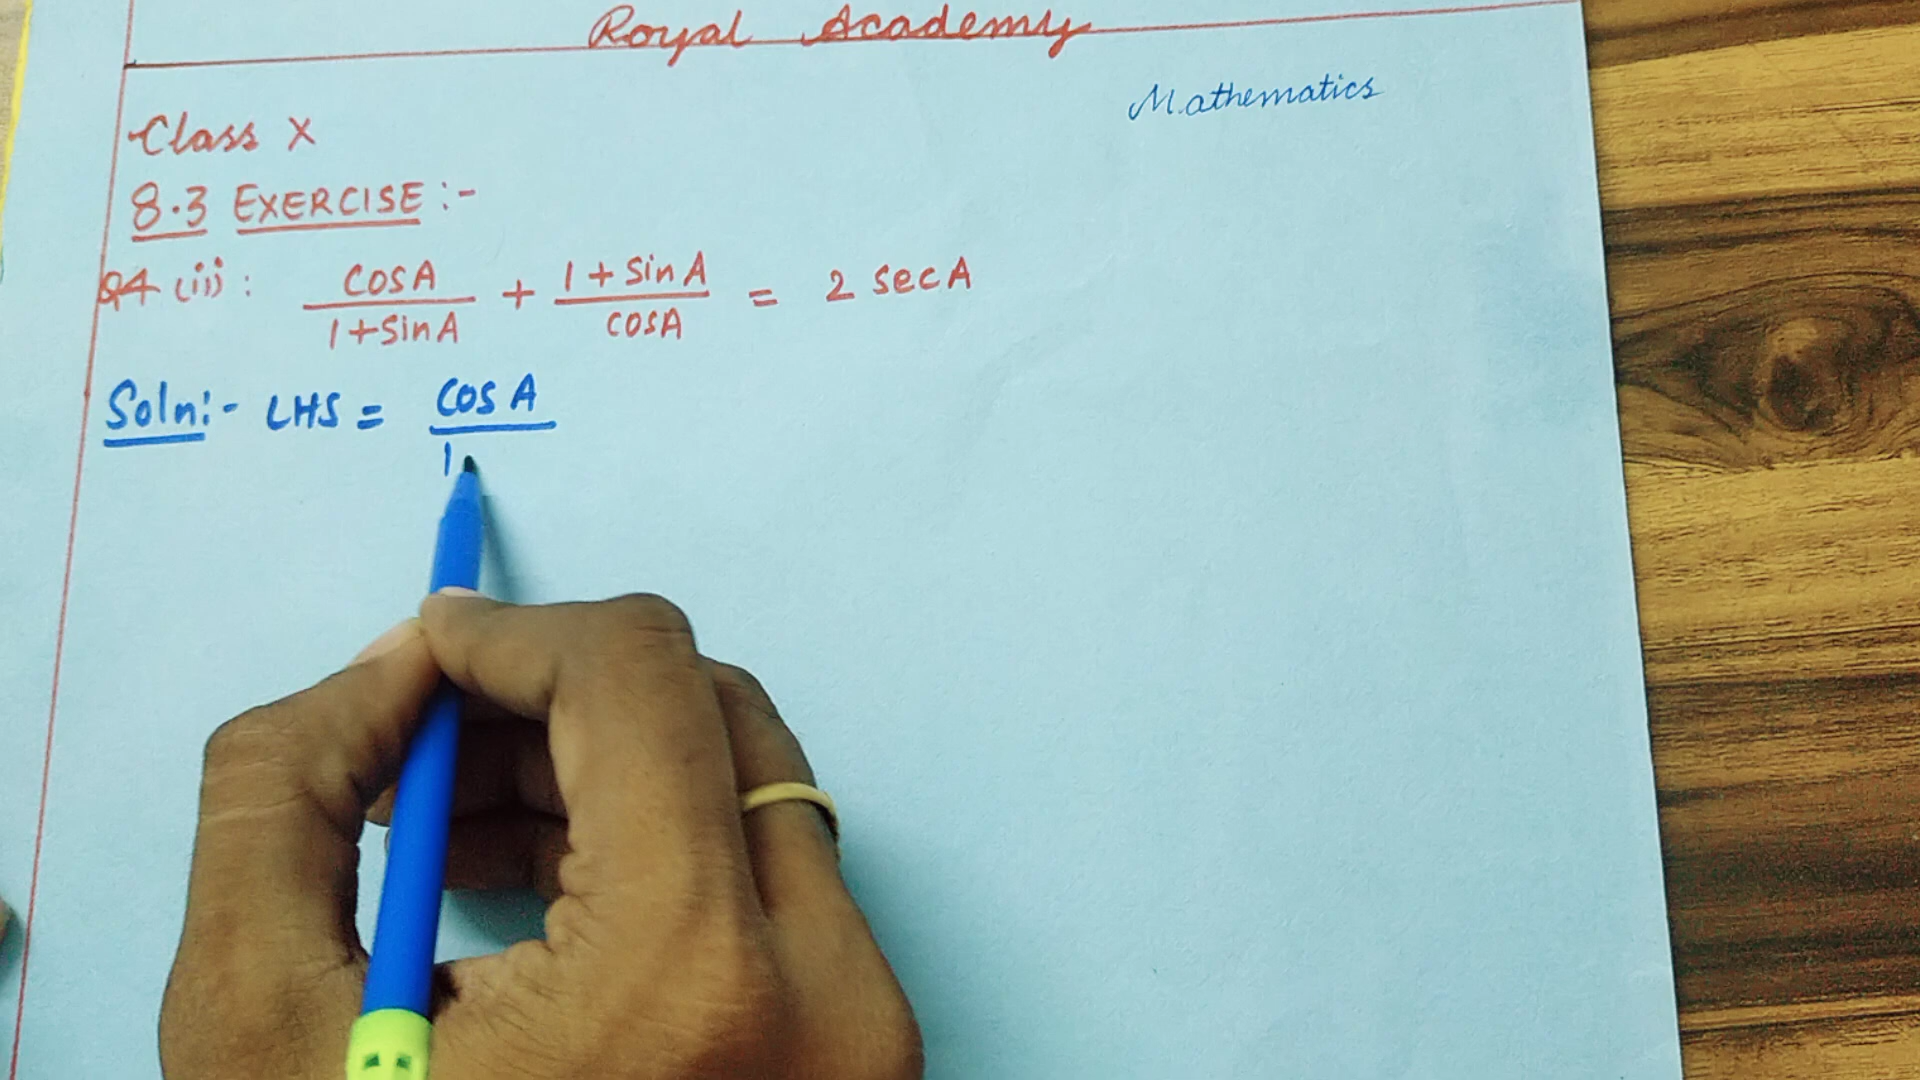 Royal Academy
Mathematics
Class X
8.3 EXERCISE :-
Q4 (ii) : cosA/1+sinA + 1+sinA/cosA = 2 secA
Soln:- LHS = cosA/1